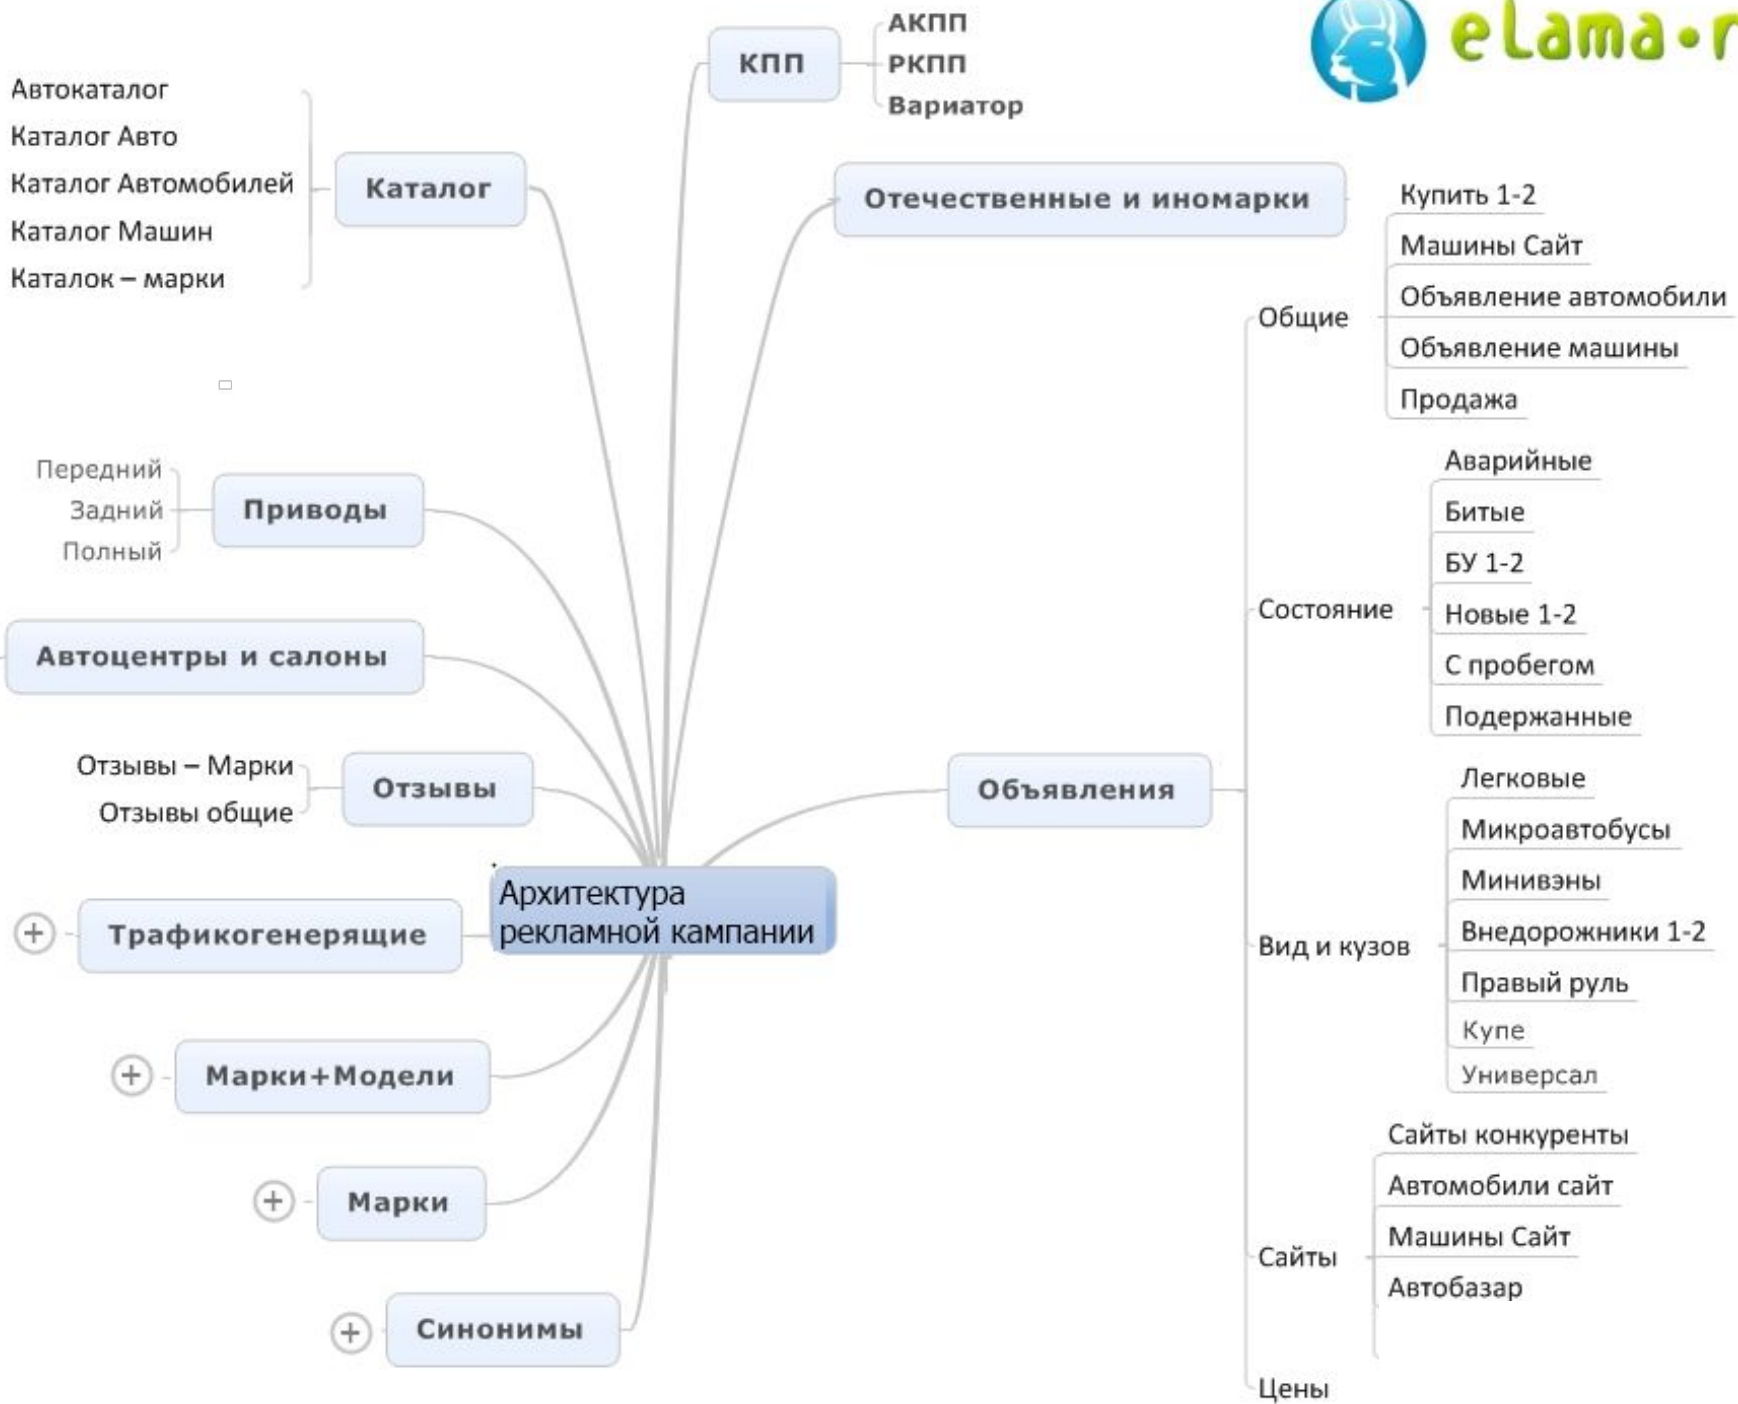 eLama•r
КПП
АКПП
РКПП
Вариатор
Автокаталог
Каталог Авто
Каталог Автомобилей
Каталог Машин
Каталок – марки
Каталог
Отечественные и иномарки
Общие
Купить 1-2
Машины Сайт
Объявление автомобили
Объявление машины
Продажа
Передний
Задний
Полный
Приводы
Состояние
Аварийные
Битые
БУ 1-2
Новые 1-2
С пробегом
Подержанные
Автоцентры и салоны
Отзывы – Марки
Отзывы общие
Отзывы
Объявления
Архитектура
рекламной кампании
Трафикогенерящие
Вид и кузов
Легковые
Микроавтобусы
Минивэны
Внедорожники 1-2
Правый руль
Купе
Универсал
Марки+Модели
Марки
Сайты
Сайты конкуренты
Автомобили сайт
Машины Сайт
Автобазар
Синонимы
Цены